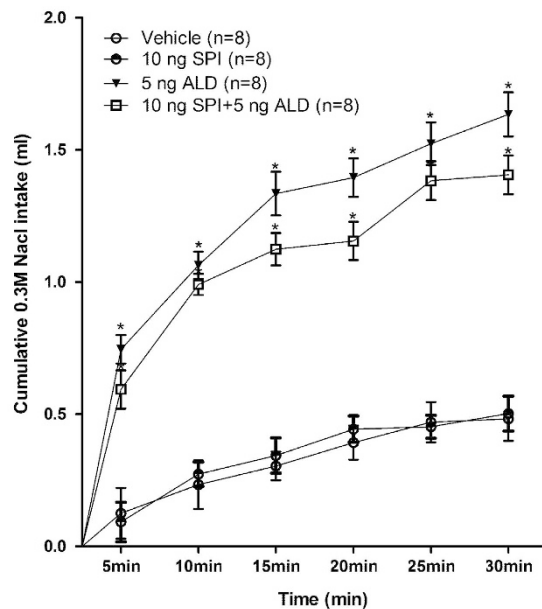 2.0
1.5
1.0
0.5
0.0
Cumulative 0.3M Nacl intake (ml)
Vehicle (n=8)
10 ng SPI (n=8)
5 ng ALD (n=8)
10 ng SPI+5 ng ALD (n=8)
* * * * * *
* * * *
5min 10min 15min 20min 25min 30min
Time (min)